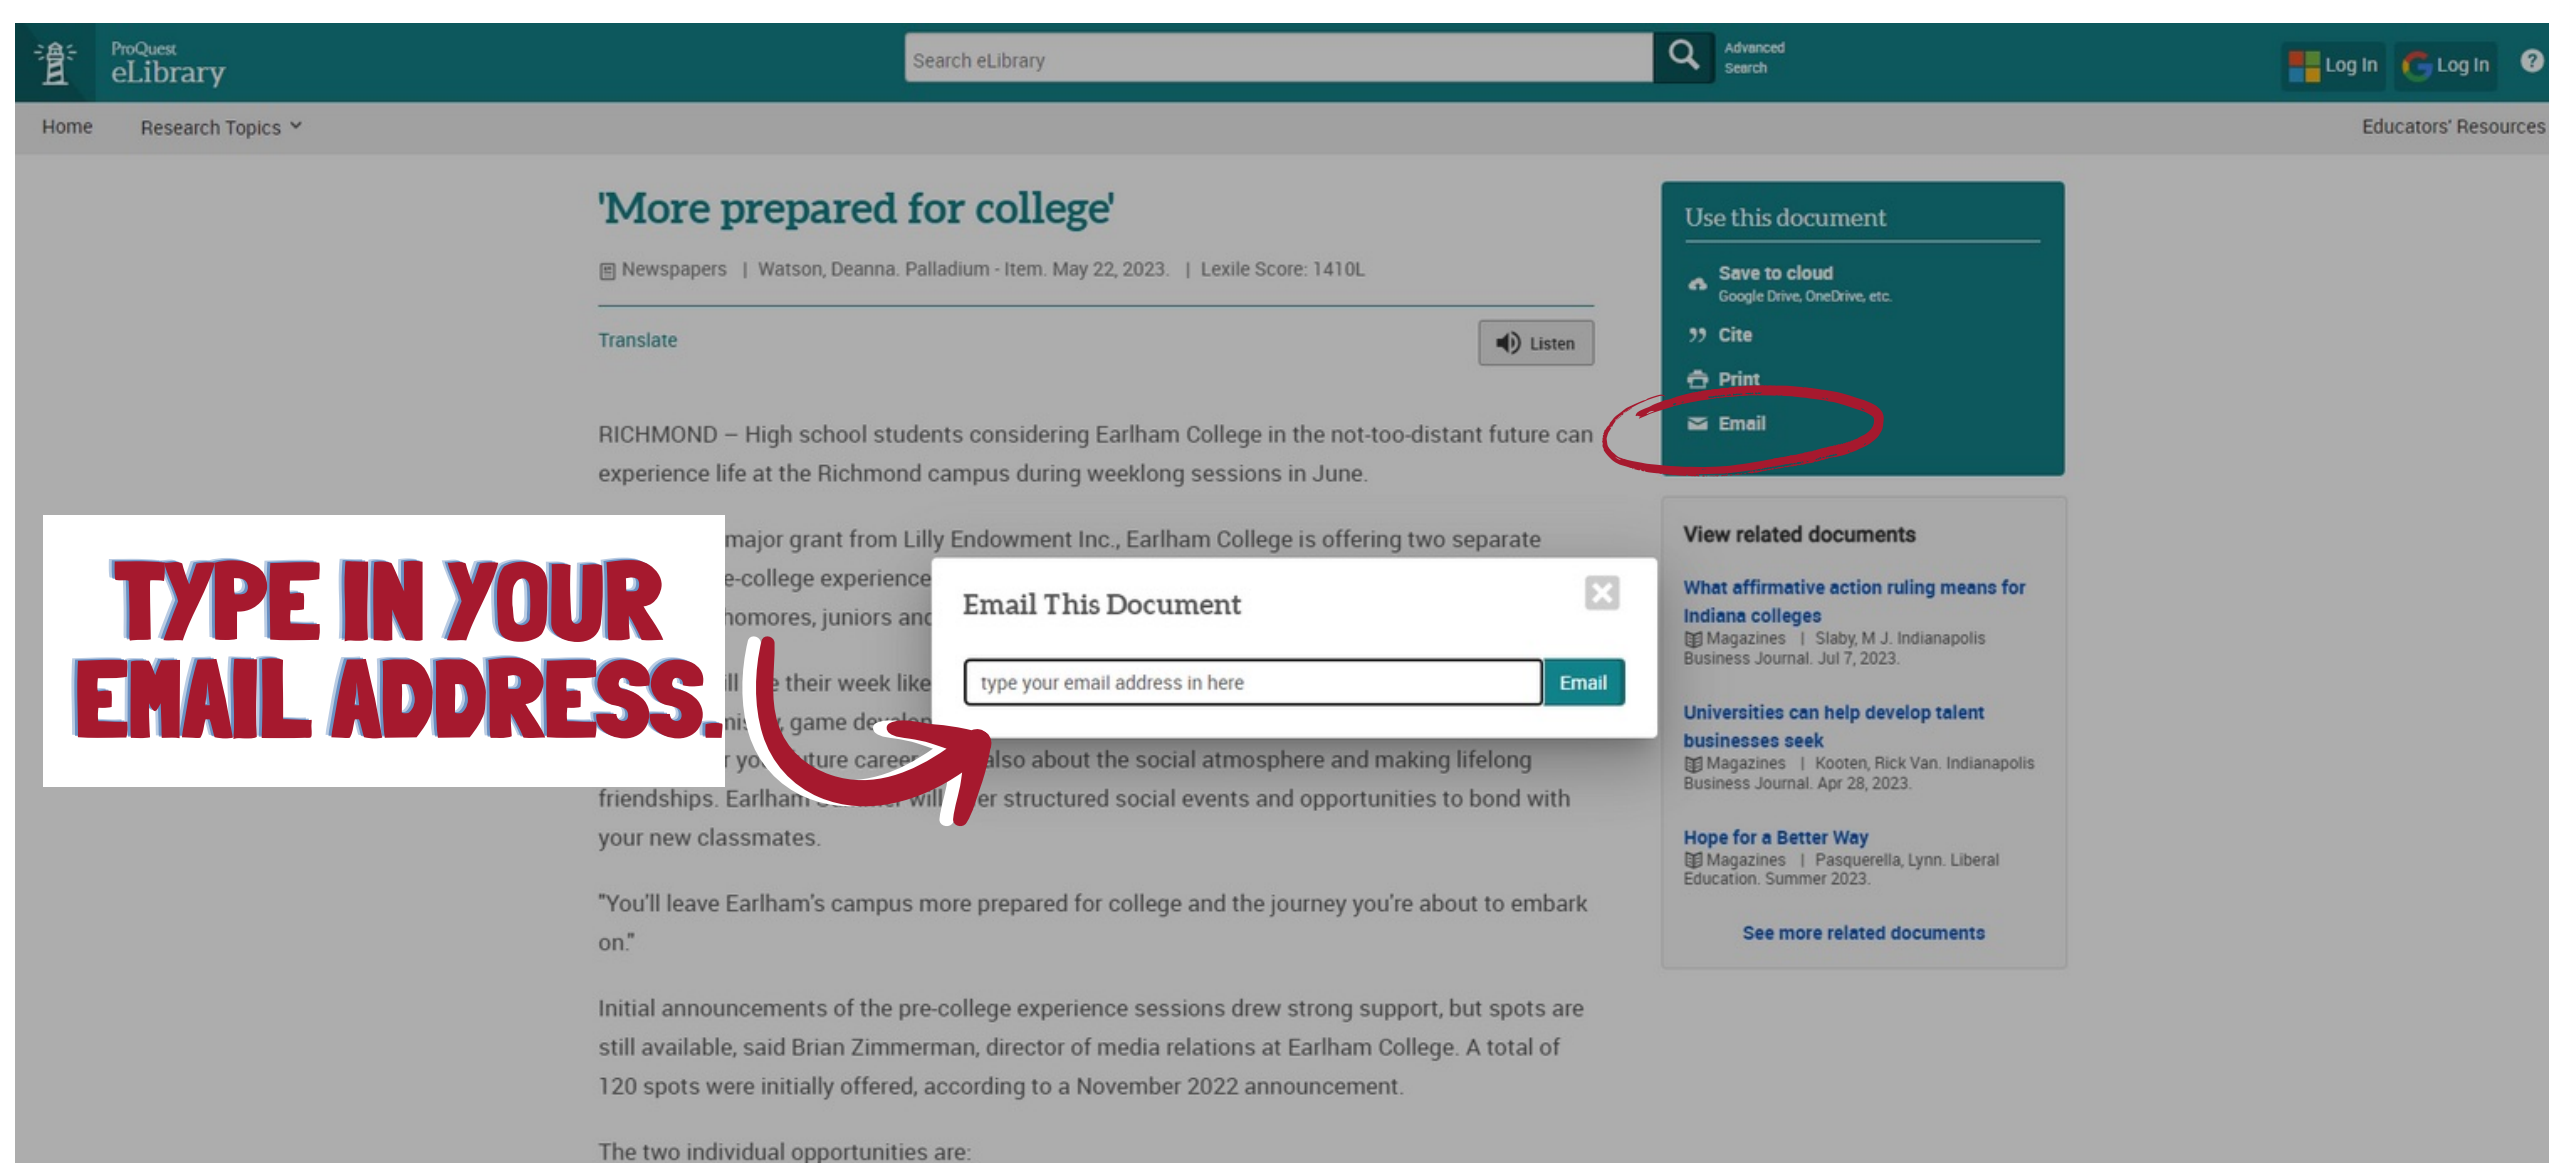 ProQuest
eLibrary
Search eLibrary
Advanced
Search
Log In
Log In
?
Home
Research Topics
Educators' Resources
'More prepared for college'
Newspapers | Watson, Deanna. Palladium - Item. May 22, 2023. | Lexile Score: 1410L
Translate
Listen
RICHMOND – High school students considering Earlham College in the not-too-distant future can
experience life at the Richmond campus during weeklong sessions in June.
major grant from Lilly Endowment Inc., Earlham College is offering two separate
e-college experience
homores, juniors and
their week like
game develop
future career also about the social atmosphere and making lifelong
friendships. Earlham will er structured social events and opportunities to bond with
your new classmates.
"You'll leave Earlham's campus more prepared for college and the journey you're about to embark
on."
Initial announcements of the pre-college experience sessions drew strong support, but spots are
still available, said Brian Zimmerman, director of media relations at Earlham College. A total of
120 spots were initially offered, according to a November 2022 announcement.
The two individual opportunities are:
TYPE IN YOUR
EMAIL ADDRESS.
Email This Document
type your email address in here
Email
Use this document
Save to cloud
Google Drive, OneDrive, etc.
Cite
Print
Email
View related documents
What affirmative action ruling means for
Indiana colleges
Magazines | Slaby, M J. Indianapolis
Business Journal. Jul 7, 2023.
Universities can help develop talent
businesses seek
Magazines | Kooten, Rick Van. Indianapolis
Business Journal. Apr 28, 2023.
Hope for a Better Way
Magazines | Pasquerella, Lynn. Liberal
Education. Summer 2023.
See more related documents